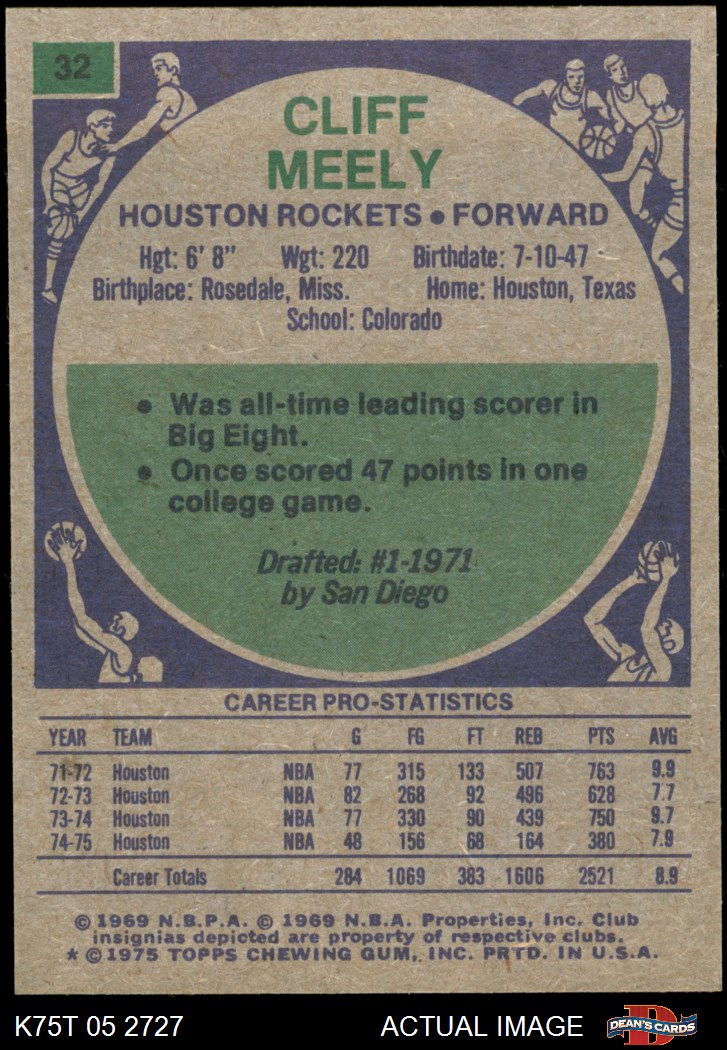 32
CLIFF
MEELY
HOUSTON ROCKETS ● FORWARD
Hgt: 6' 8" Wgt: 220 Birthdate: 7-10-47
Birthplace: Rosedale, Miss. Home: Houston, Texas
School: Colorado
● Was all-time leading scorer in
Big Eight.
● Once scored 47 points in one
college game.
Drafted: #1-1971
by San Diego
CAREER PRO-STATISTICS
YEAR TEAM G FG FT REB PTS AVG
71-72 Houston NBA 77 315 133 507 763 9.9
72-73 Houston NBA 82 268 92 496 628 7.7
73-74 Houston NBA 77 330 90 439 750 9.7
74-75 Houston NBA 48 156 68 164 380 7.9
Career Totals 284 1069 383 1606 2521 8.9
© 1969 N.B.P.A. © 1969 N.B.A. Properties, Inc. Club
insignias depicted are property of respective clubs.
* © 1975 TOPPS CHEWING GUM, INC. PRTD. IN U.S.A.
K75T 05 2727 ACTUAL IMAGE D DEAN'S CARDS